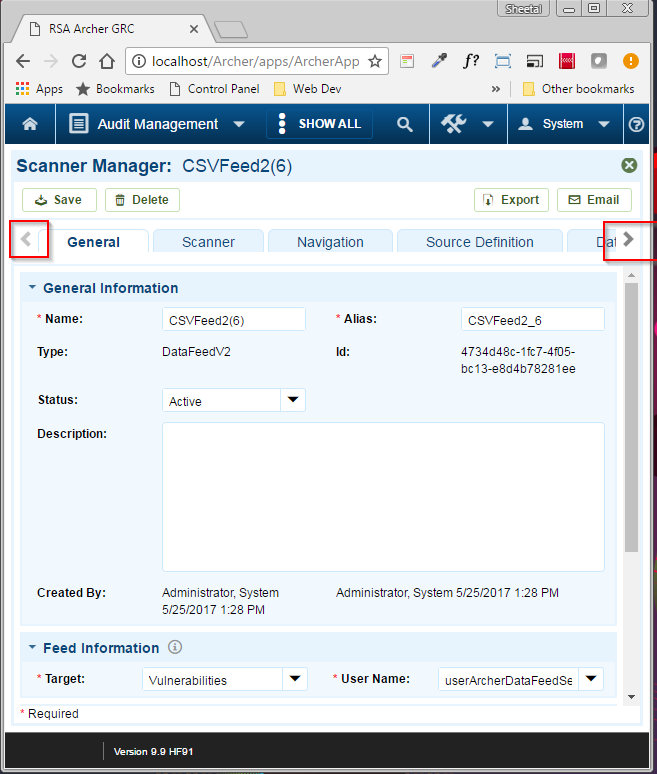 Sheetal
RSA Archer GRC
localhost/Archer/apps/ArcherApp
f?
Apps Bookmarks Control Panel Web Dev » Other bookmarks
Audit Management SHOW ALL System ?
Scanner Manager: CSVFeed2(6)
Save Delete Export Email
General Scanner Navigation Source Definition Dat
General Information
* Name: CSVFeed2(6) * Alias: CSVFeed2_6
Type: DataFeedV2 Id: 4734d48c-1fc7-4f05-
bc13-e8d4b78281ee
Status: Active
Description:
Created By: Administrator, System Administrator, System 5/25/2017 1:28 PM
5/25/2017 1:28 PM
Feed Information
* Target: Vulnerabilities * User Name: userArcherDataFeedSe
* Required
Version 9.9 HF91